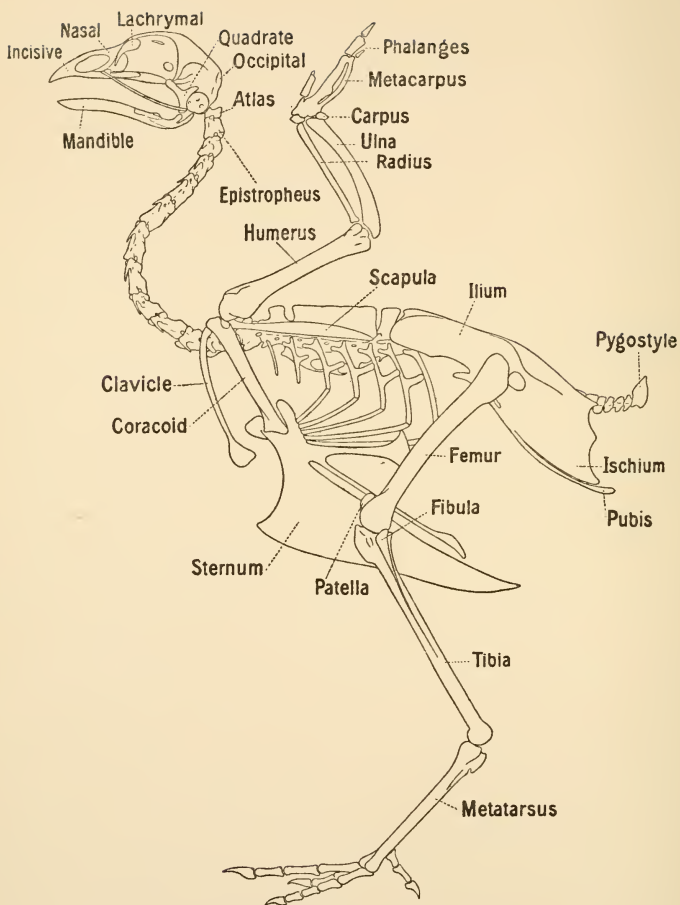 Lachrymal
Nasal
Incisive
Quadrate
Occipital
Atlas
Mandible
Epistropheus
Phalanges
Metacarpus
Carpus
Ulna
Radius
Humerus
Scapula
Ilium
Pygostyle
Clavicle
Coracoid
Femur
Ischium
Fibula
Pubis
Sternum
Patella
Tibia
Metatarsus